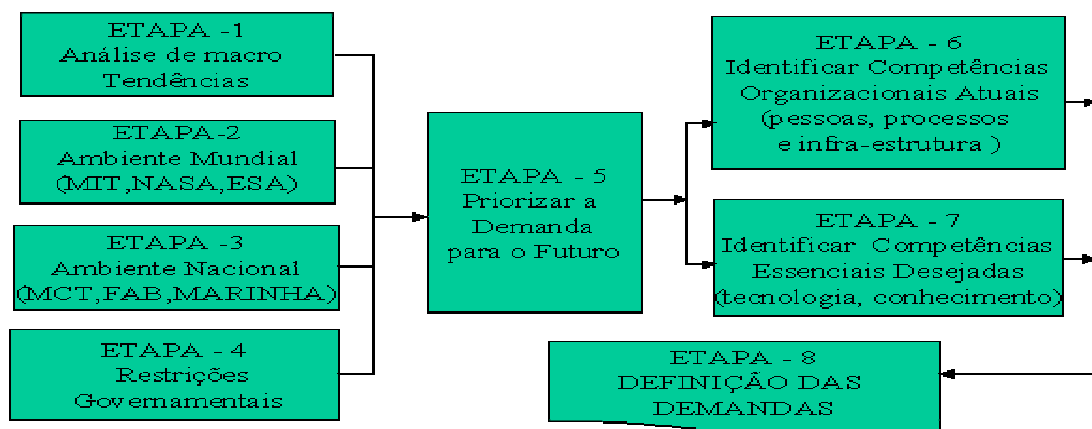 ETAPA -1
Análise de macro
Tendências
ETAPA-2
Ambiente Mundial
(MIT,NASA,ESA)
ETAPA -3
Ambiente Nacional
(MCT,FAB,MARINHA)
ETAPA - 4
Restrições
Governamentais
ETAPA - 5
Priorizar a
Demanda
para o Futuro
ETAPA - 6
Identificar Competências
Organizacionais Atuais
(pessoas, processos
e infra-estrutura )
ETAPA - 7
Identificar Competências
Essenciais Desejadas
(tecnologia, conhecimento)
ETAPA - 8
DEFINIÇÃO DAS
DEMANDAS